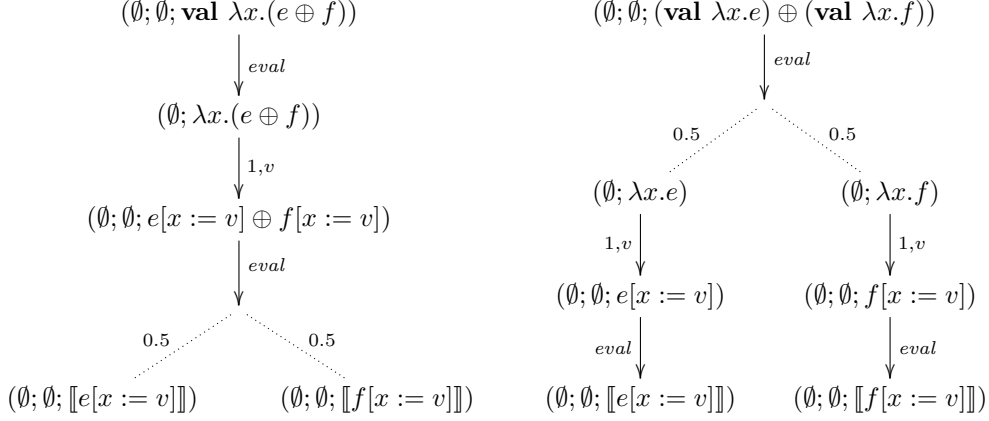 (∅; ∅; val λx.(e ⊕ f))
eval
(∅; λx.(e ⊕ f))
1,v
(∅; ∅; e[x := v] ⊕ f[x := v])
eval
0.5 0.5
(∅; ∅; ⟦e[x := v]⟧) (∅; ∅; ⟦f[x := v]⟧)
(∅; ∅; (val λx.e) ⊕ (val λx.f))
eval
0.5 0.5
(∅; λx.e) (∅; λx.f)
1,v 1,v
(∅; ∅; e[x := v]) (∅; ∅; f[x := v])
eval eval
(∅; ∅; ⟦e[x := v]⟧) (∅; ∅; ⟦f[x := v]⟧)